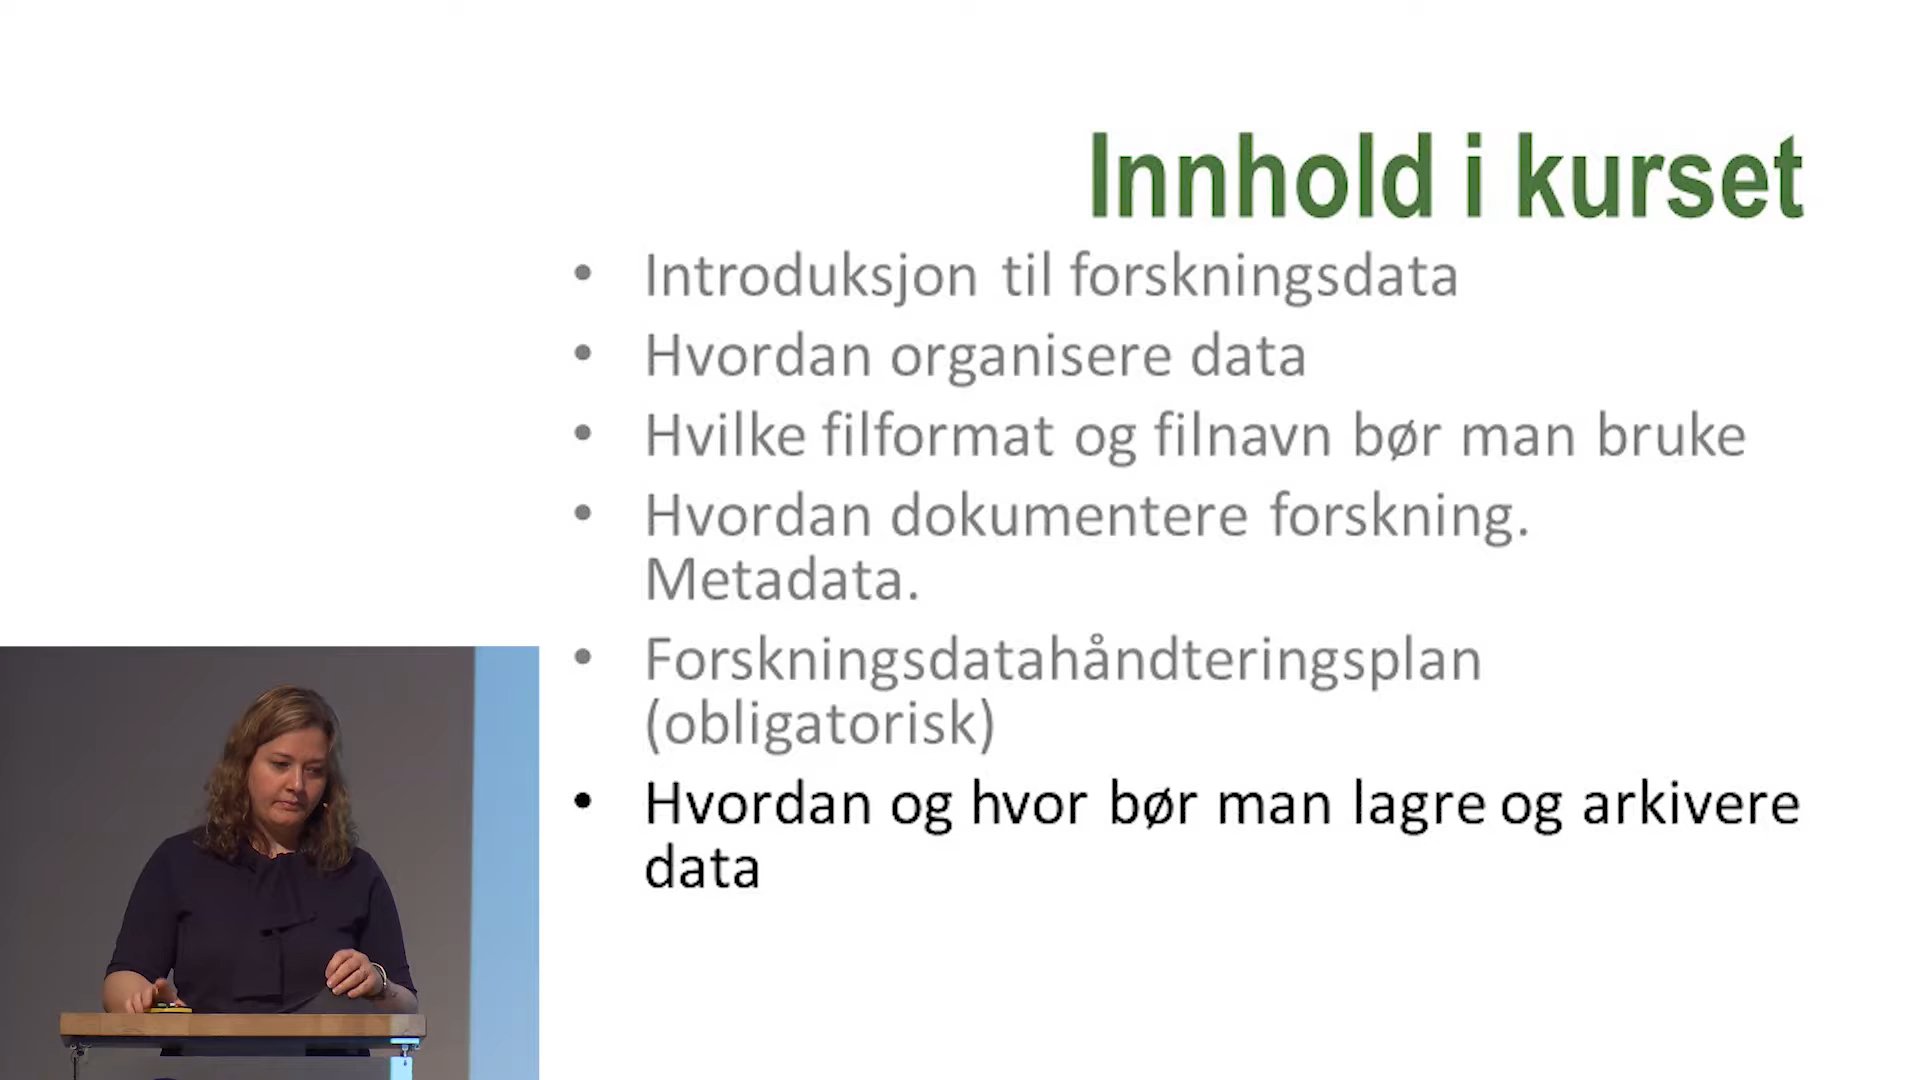 Innhold i kurset
• Introduksjon til forskningsdata
• Hvordan organisere data
• Hvilke filformat og filnavn bør man bruke
• Hvordan dokumentere forskning.
Metadata.
• Forskningsdatahåndteringsplan
(obligatorisk)
• Hvordan og hvor bør man lagre og arkivere
data